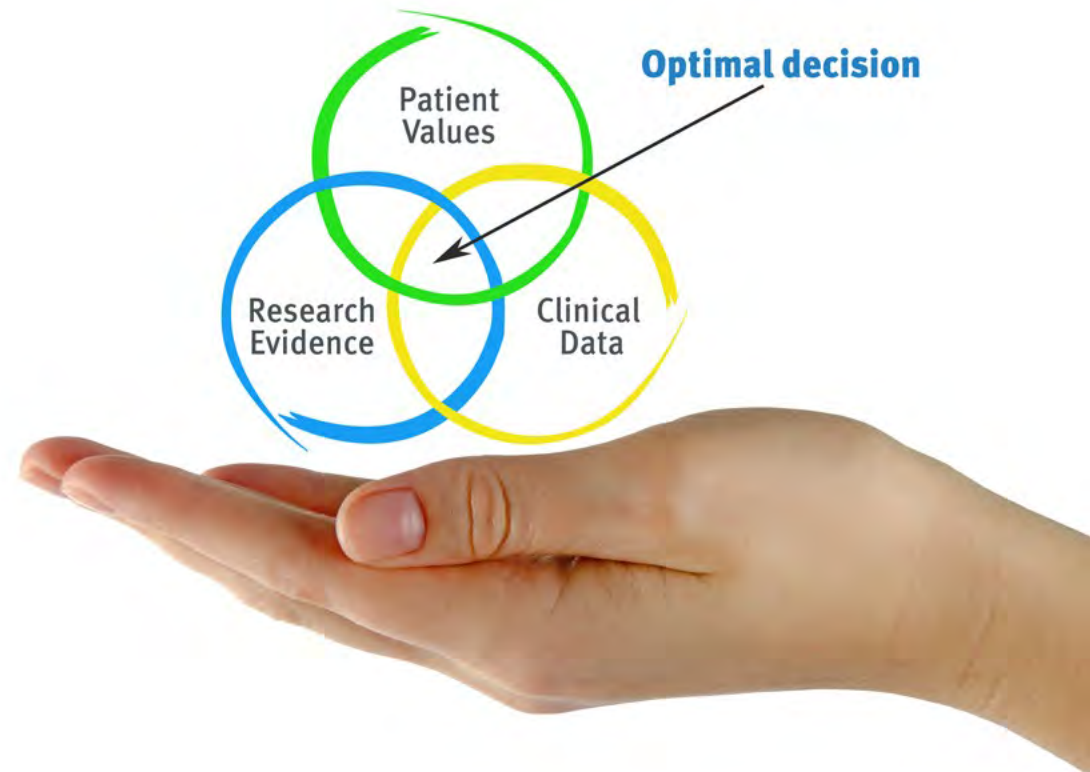 Optimal decision
Patient
Values
Research
Evidence
Clinical
Data